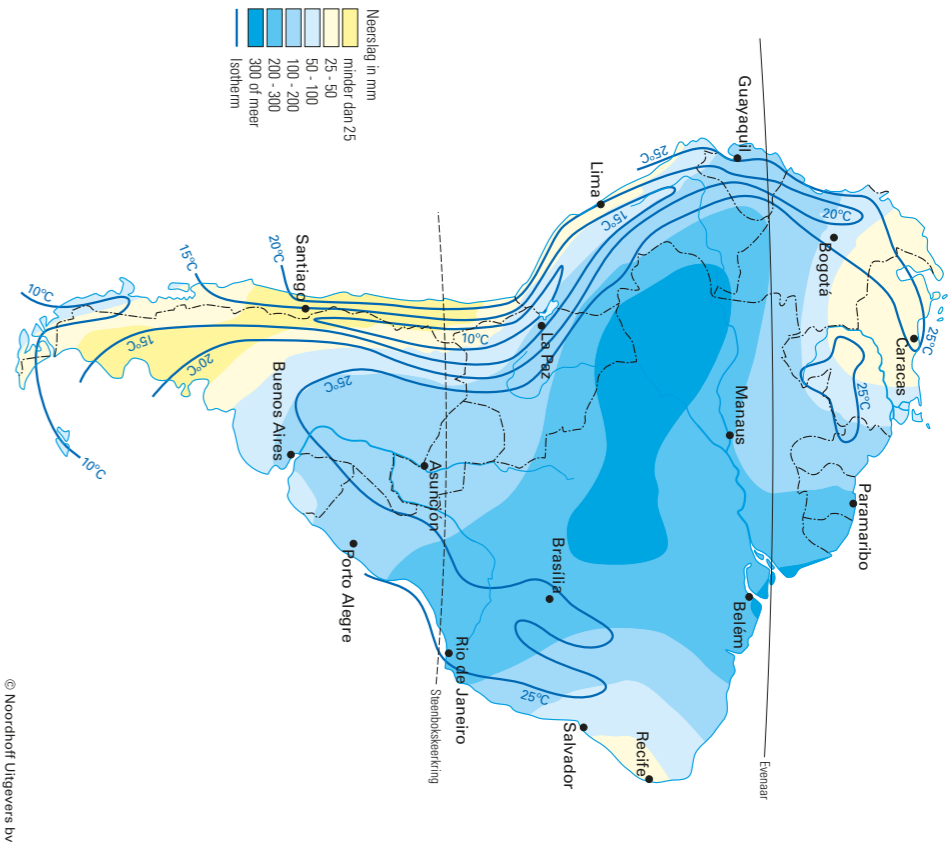 Neerslag in mm
minder dan 25
25 - 50
50 - 100
100 - 200
200 - 300
300 of meer
Isotherm
Evenaar
Steenbokskeerkring
Caracas
Bogotá
Paramaribo
Guayaquil
Manaus
Belém
Lima
La Paz
Brasília
Recife
Salvador
Rio de Janeiro
Asunción
Porto Alegre
Buenos Aires
Santiago
25°C
20°C
25°C
25°C
15°C
10°C
25°C
25°C
20°C
15°C
15°C
20°C
10°C
10°C
© Noordhoff Uitgevers bv